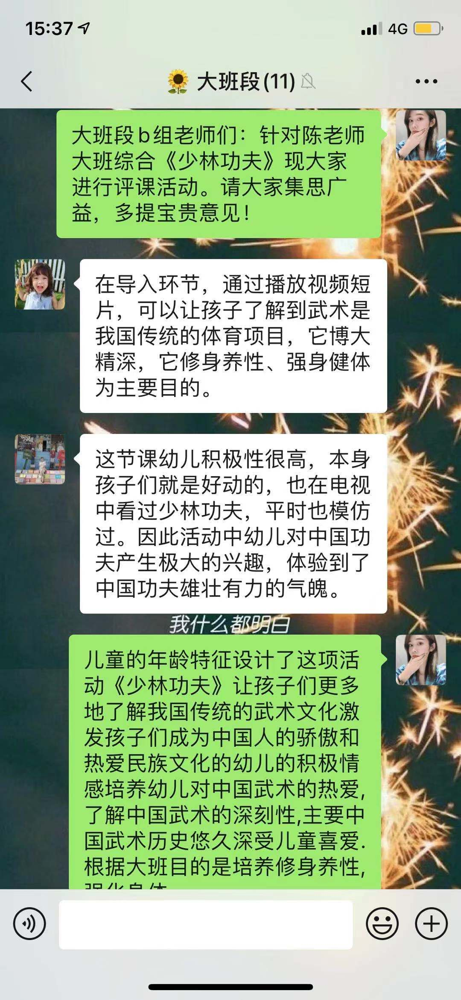 15:37
4G
🌻 大班段(11)
大班段b组老师们：针对陈老师
大班综合《少林功夫》现大家
进行评课活动。请大家集思广
益，多提宝贵意见！
在导入环节，通过播放视频短
片，可以让孩子了解到武术是
我国传统的体育项目，它博大
精深，它修身养性、强身健体
为主要目的。
这节课幼儿积极性很高，本身
孩子们就是好动的，也在电视
中看过少林功夫，平时也模仿
过。因此活动中幼儿对中国功
夫产生极大的兴趣，体验到了
中国功夫雄壮有力的气魄。
我什么都明白
儿童的年龄特征设计了这项活
动《少林功夫》让孩子们更多
地了解我国传统的武术文化激
发孩子们成为中国人的骄傲和
热爱民族文化的幼儿的积极情
感培养幼儿对中国武术的热爱,
了解中国武术的深刻性,主要中
国武术历史悠久深受儿童喜爱.
根据大班目的是培养修身养性,